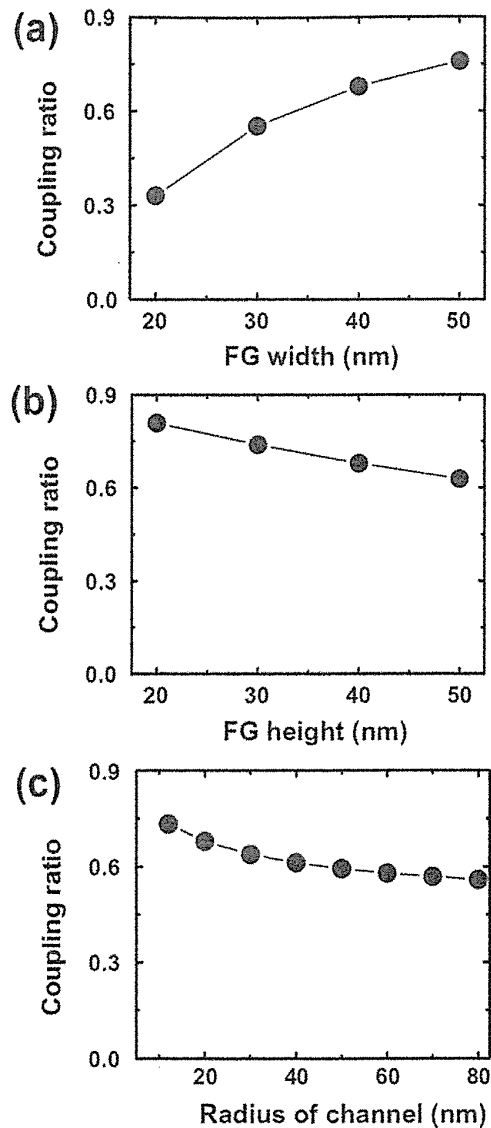 (a)
Coupling ratio
0.9
0.6
0.3
0.0
20 30 40 50
FG width (nm)
(b)
Coupling ratio
0.9
0.6
0.3
0.0
20 30 40 50
FG height (nm)
(c)
Coupling ratio
0.9
0.6
0.3
0.0
20 40 60 80
Radius of channel (nm)